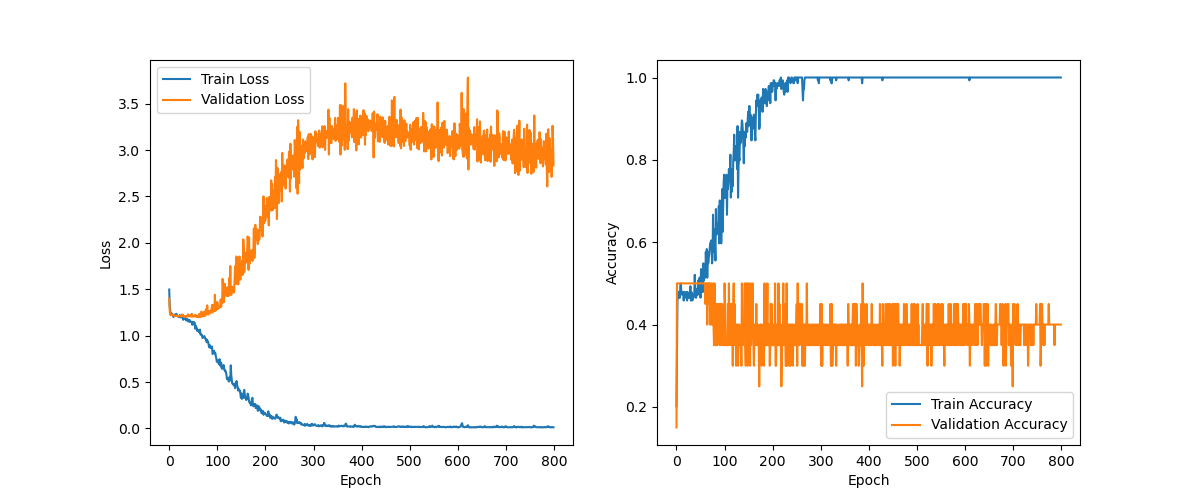 Train Loss
Validation Loss
3.5
3.0
2.5
2.0
1.5
1.0
0.5
0.0
Loss
0 100 200 300 400 500 600 700 800
Epoch
1.0
0.8
0.6
0.4
0.2
Accuracy
Train Accuracy
Validation Accuracy
0 100 200 300 400 500 600 700 800
Epoch